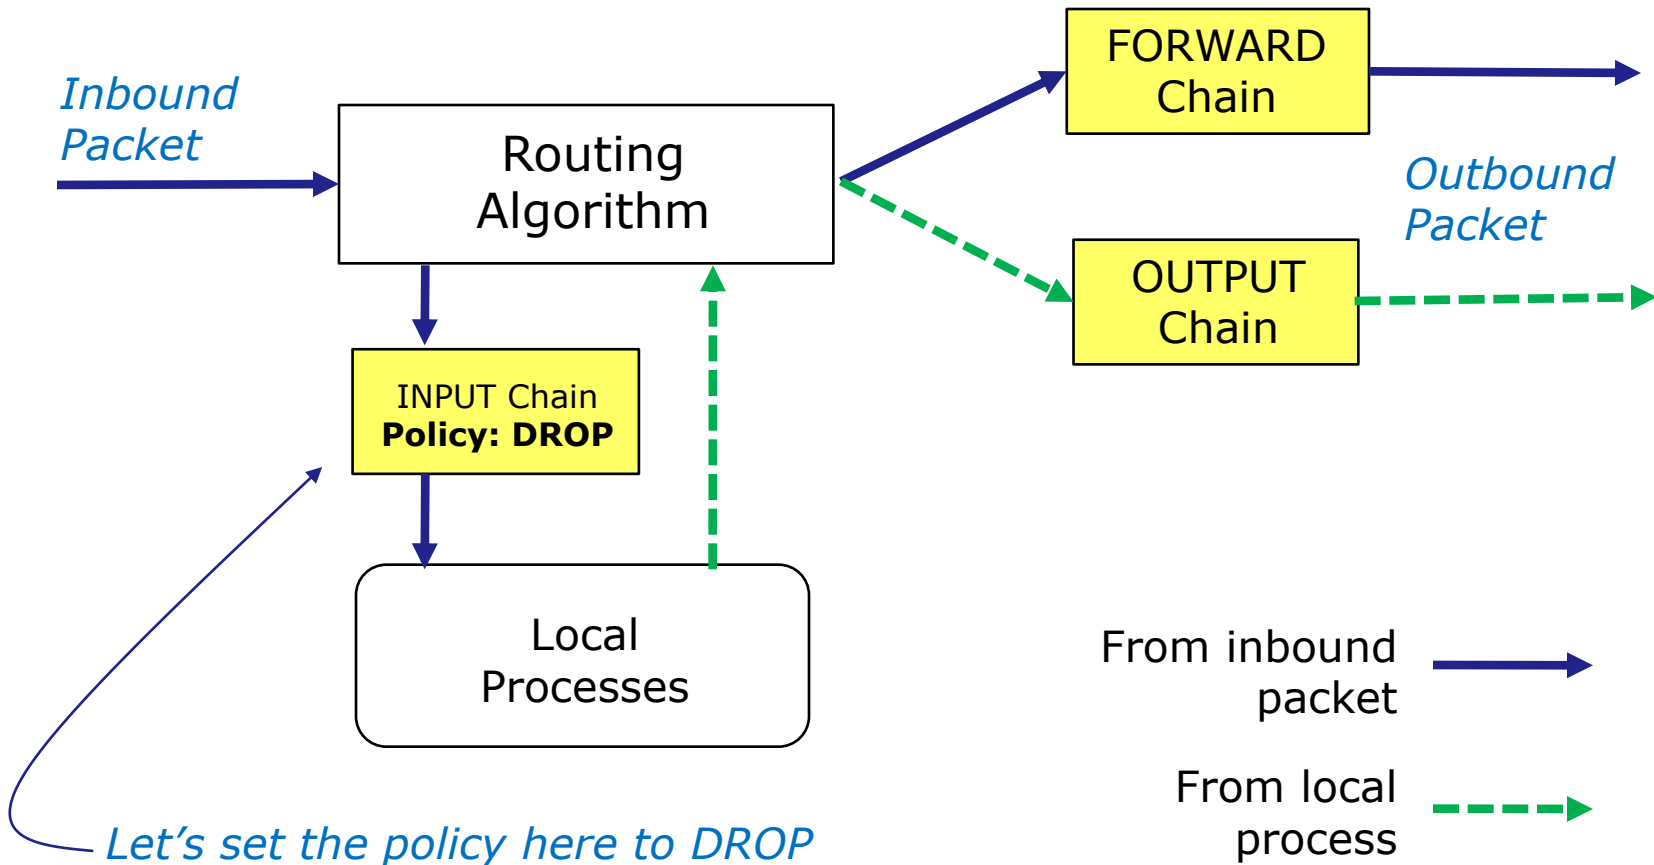 Inbound
Packet
Routing
Algorithm
FORWARD
Chain
Outbound
Packet
OUTPUT
Chain
INPUT Chain
Policy: DROP
Local
Processes
From inbound
packet
From local
process
Let’s set the policy here to DROP